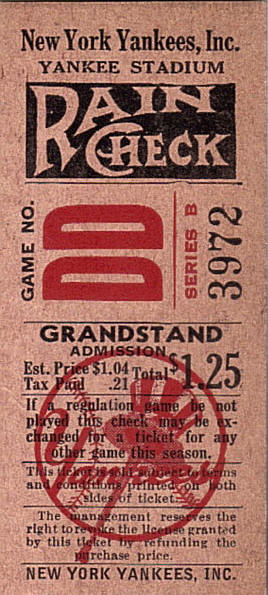 New York Yankees, Inc.
YANKEE STADIUM
RAIN
CHECK
GAME NO.
DD
SERIES B
3972
GRANDSTAND
ADMISSION
Est. Price $1.04
Tax Paid .21
Total $1.25
If a regulation game be not
played this check may be ex-
changed for a ticket for any
other game this season.
This ticket is sold subject to terms
and conditions printed on both
sides of ticket.
The management reserves the
right to revoke the license granted
by this ticket by refunding the
purchase price.
NEW YORK YANKEES, INC.